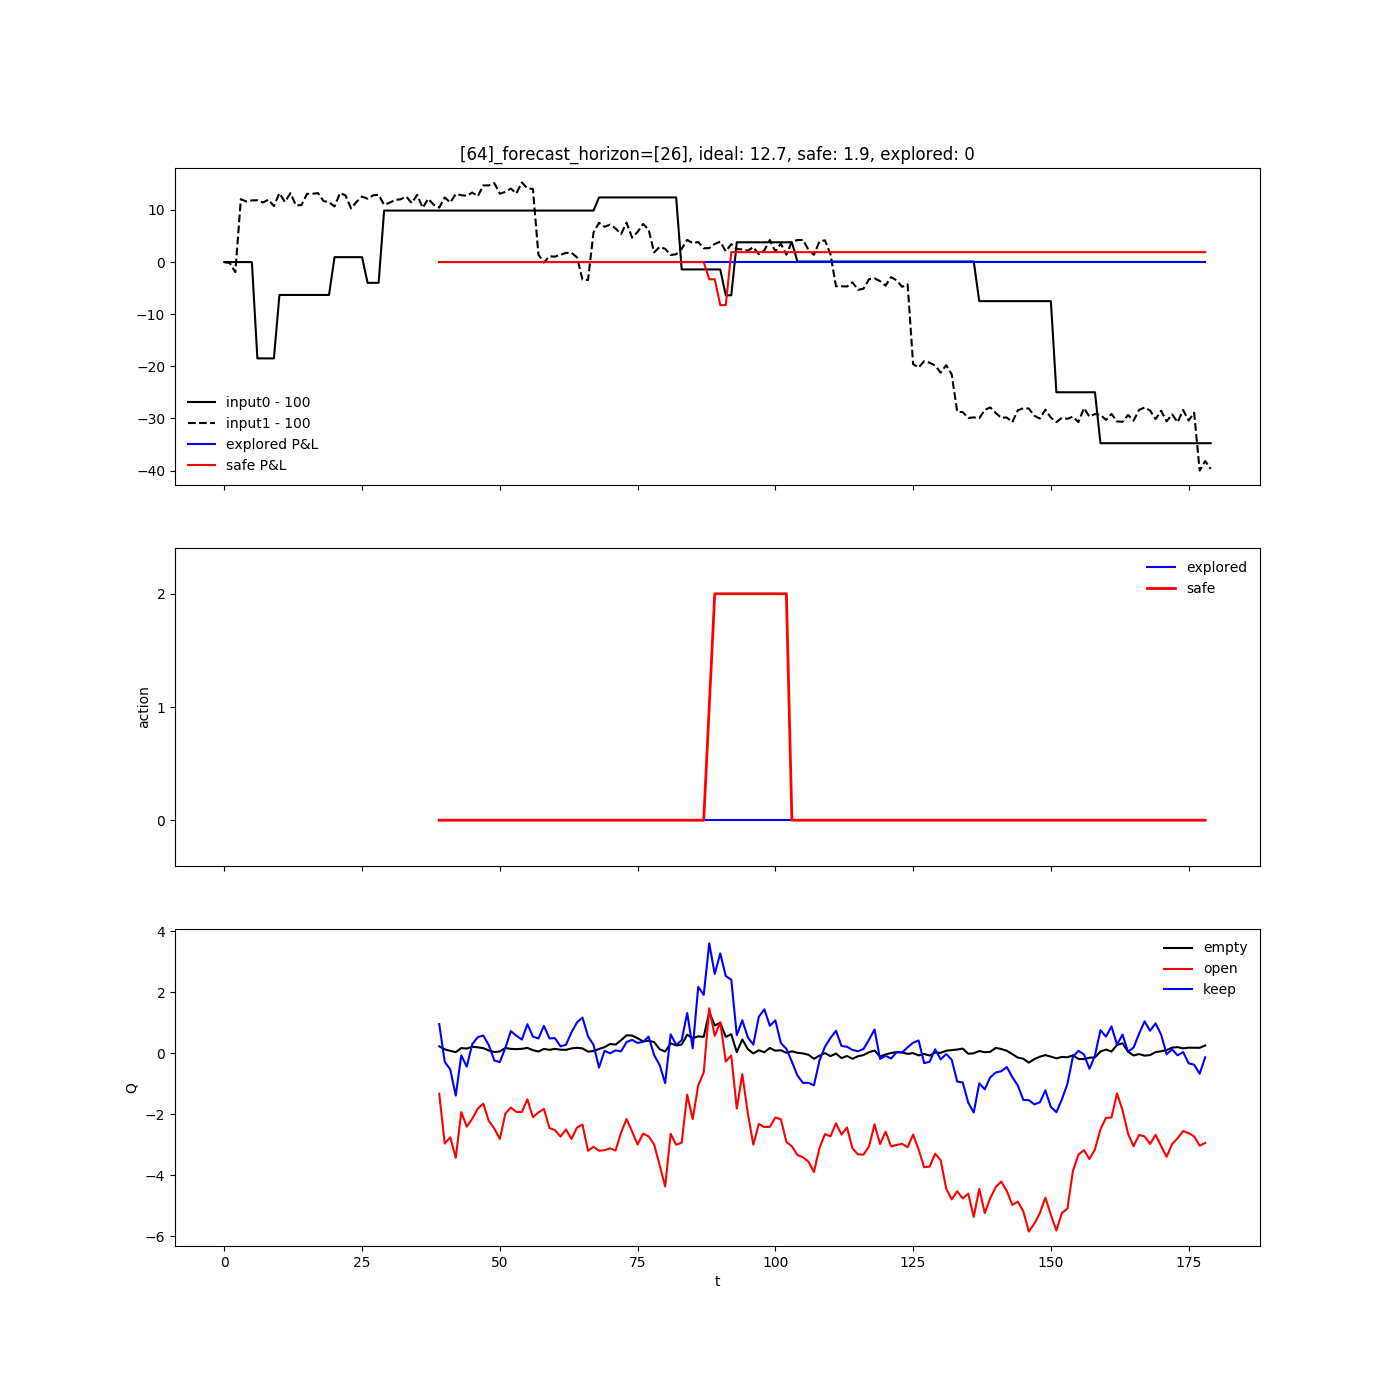 [64]_forecast_horizon=[26], ideal: 12.7, safe: 1.9, explored: 0
10
0
−10
−20
−30
−40
input0 - 100
input1 - 100
explored P&L
safe P&L
2
1
0
action
explored
safe
4
2
0
−2
−4
−6
Q
empty
open
keep
0 25 50 75 100 125 150 175
t